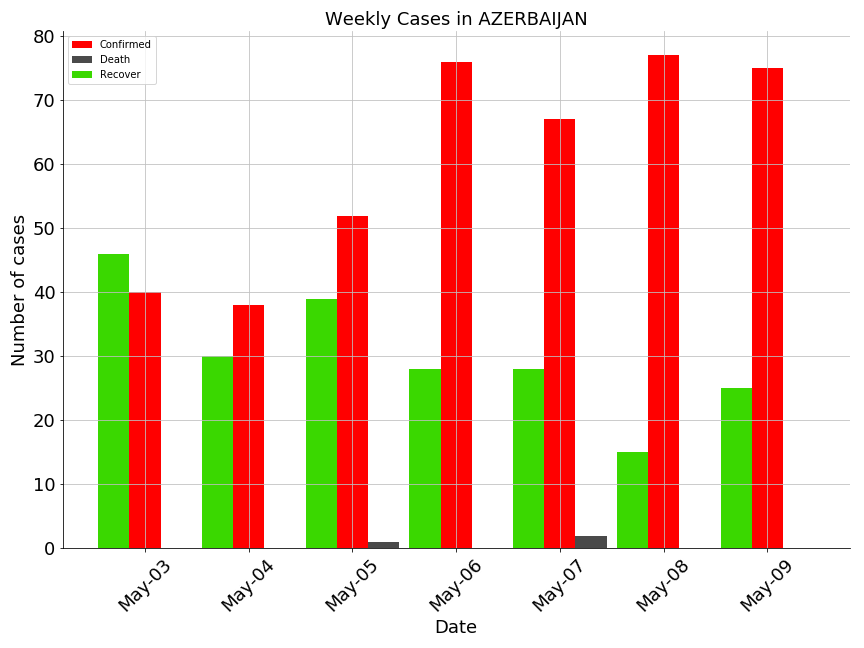 Weekly Cases in AZERBAIJAN
Confirmed
Death
Recover
Number of cases
80
70
60
50
40
30
20
10
0
May-03 May-04 May-05 May-06 May-07 May-08 May-09
Date